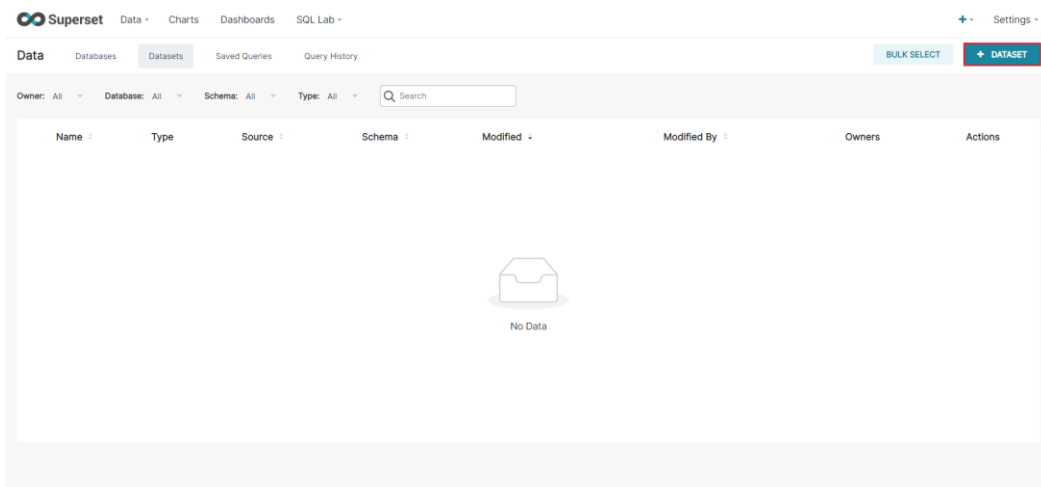 Superset Data Charts Dashboards SQL Lab + Settings
Data Databases Datasets Saved Queries Query History BULK SELECT + DATASET
Owner: All Database: All Schema: All Type: All Search
Name Type Source Schema Modified Modified By Owners Actions
No Data